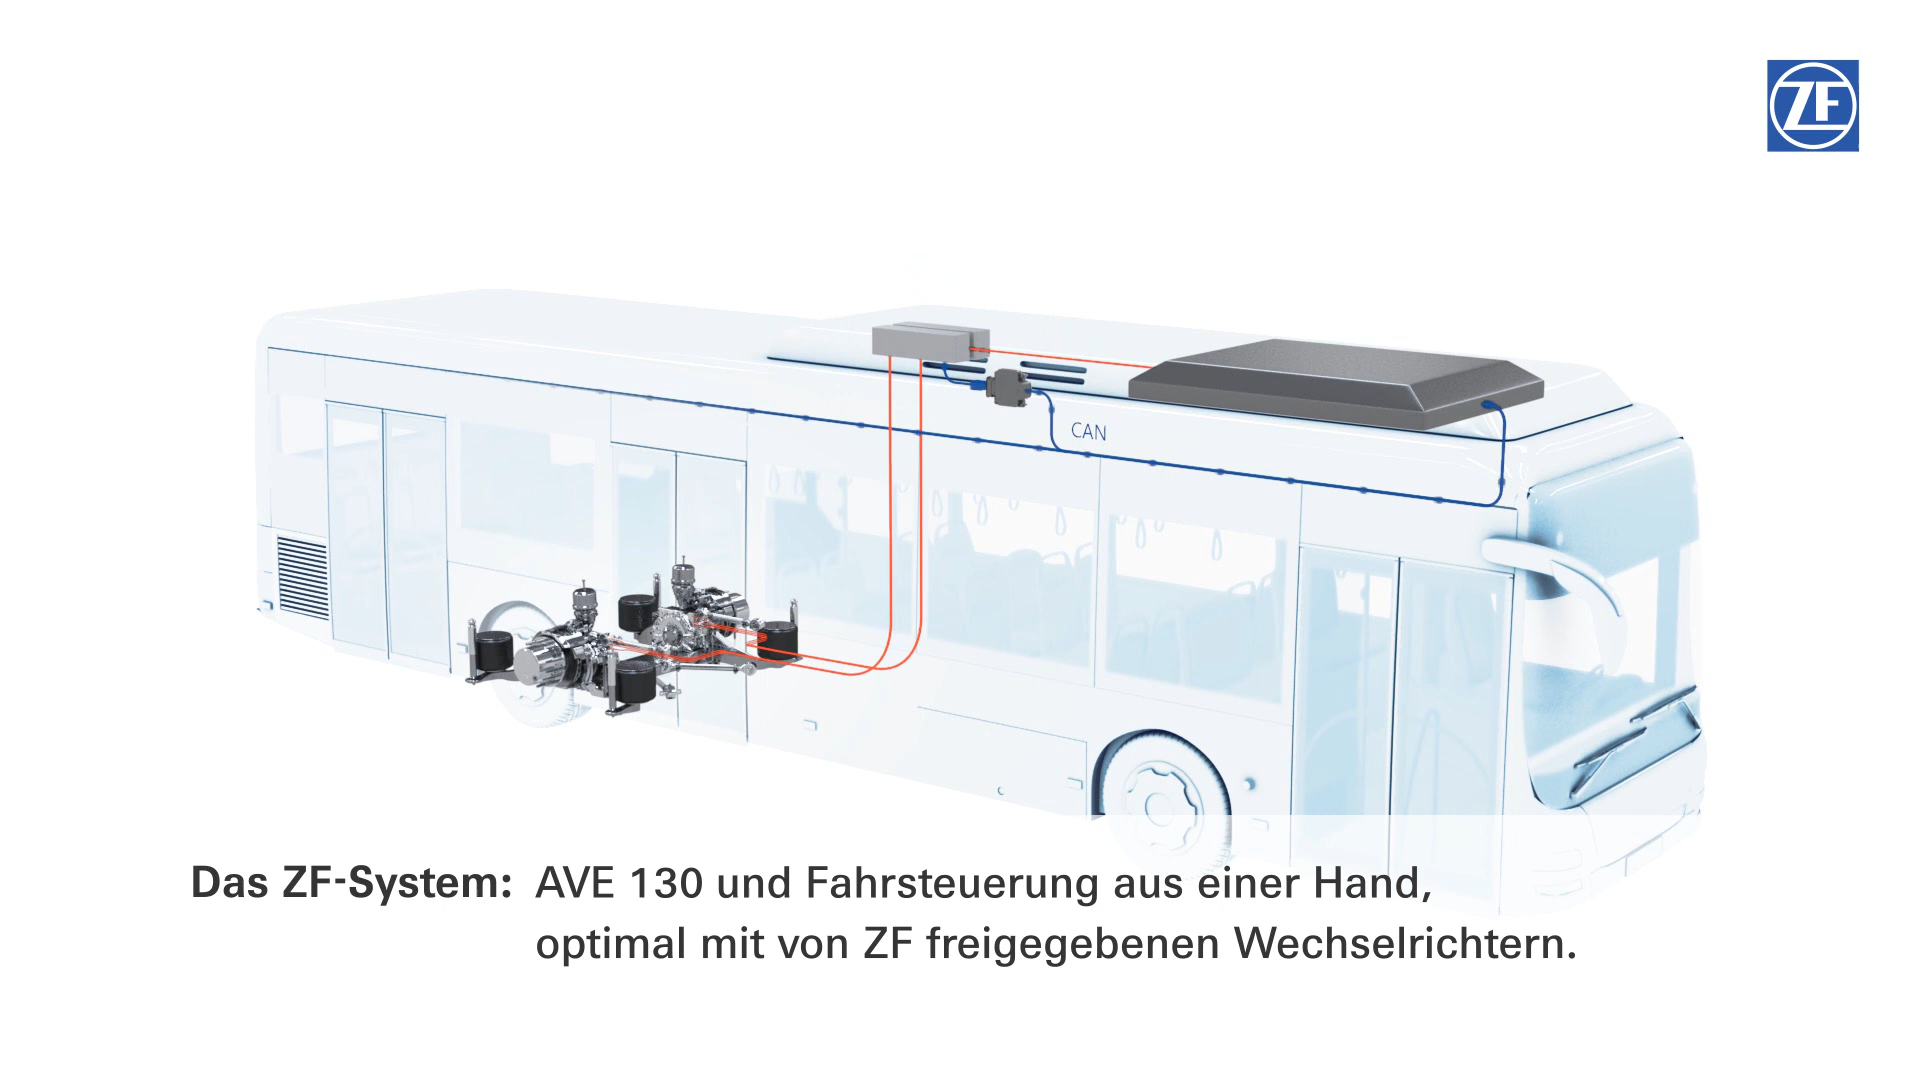 ZF
CAN
Das ZF-System: AVE 130 und Fahrsteuerung aus einer Hand,
optimal mit von ZF freigegebenen Wechselrichtern.